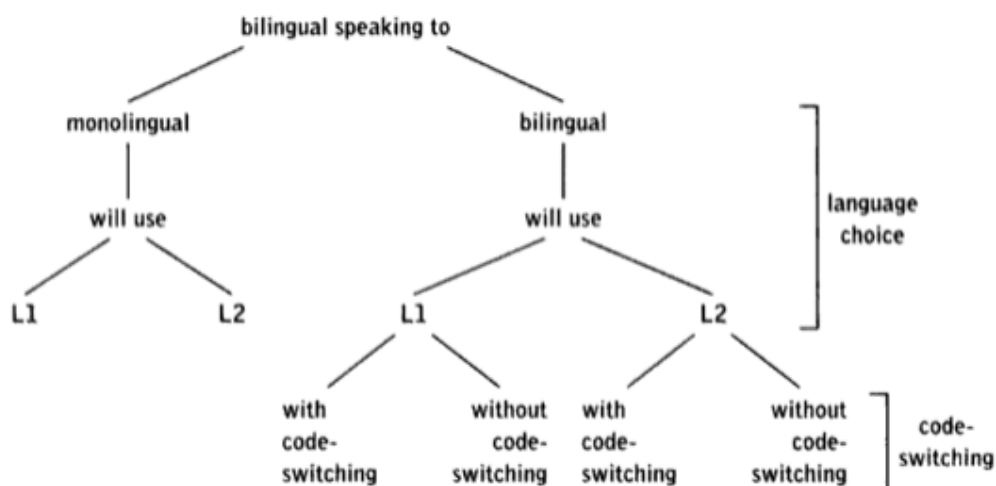 bilingual speaking to
monolingual
bilingual
will use
will use
language
choice
L1
L2
L1
L2
with
code-
switching
without
code-
switching
with
code-
switching
without
code-
switching
code-
switching